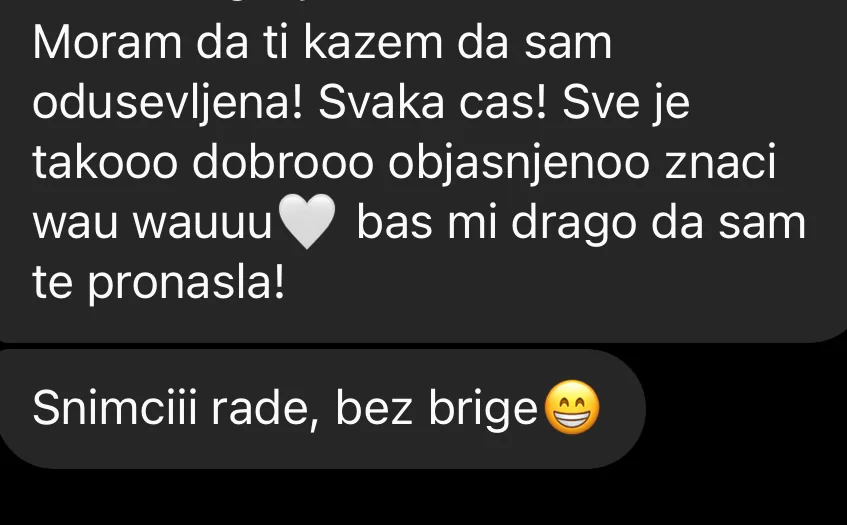 Moram da ti kazem da sam
odusevljena! Svaka cas! Sve je
takooo dobrooo objasnjenoo znaci
wau wauuu🤍 bas mi drago da sam
te pronasla!
Snimciii rade, bez brige😁